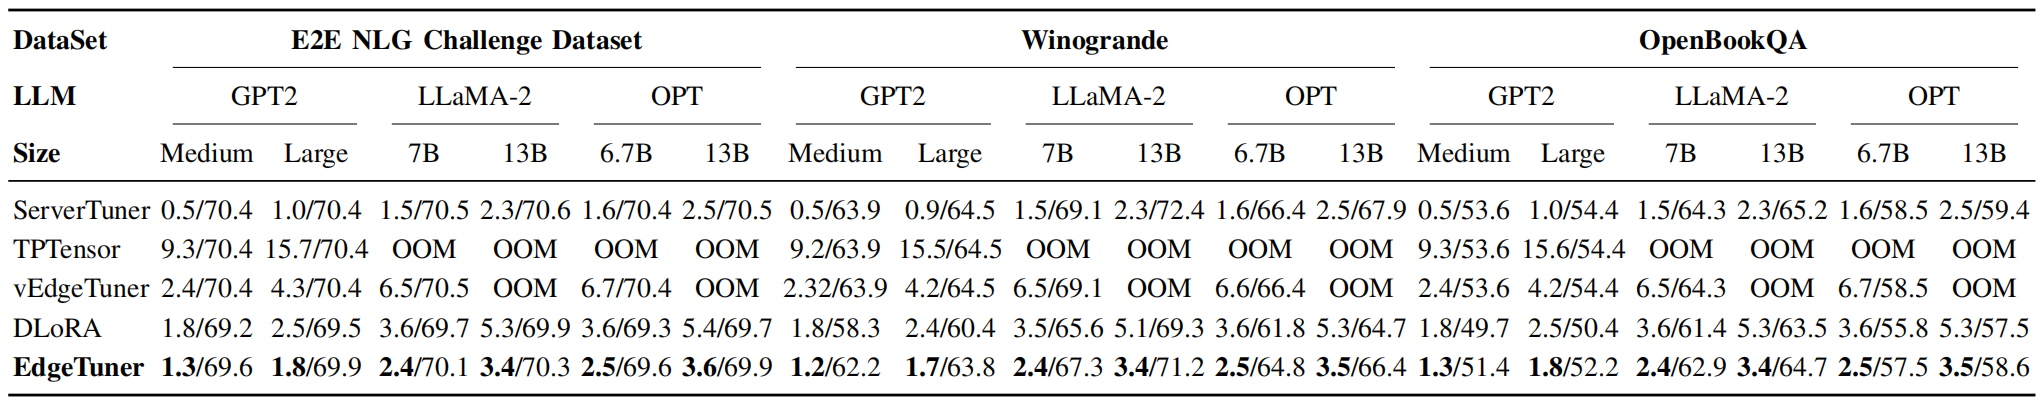 DataSet E2E NLG Challenge Dataset Winogrande OpenBookQA
LLM GPT2 LLaMA-2 OPT GPT2 LLaMA-2 OPT GPT2 LLaMA-2 OPT
Size Medium Large 7B 13B 6.7B 13B Medium Large 7B 13B 6.7B 13B Medium Large 7B 13B 6.7B 13B
ServerTuner 0.5/70.4 1.0/70.4 1.5/70.5 2.3/70.6 1.6/70.4 2.5/70.5 0.5/63.9 0.9/64.5 1.5/69.1 2.3/72.4 1.6/66.4 2.5/67.9 0.5/53.6 1.0/54.4 1.5/64.3 2.3/65.2 1.6/58.5 2.5/59.4
TPTensor 9.3/70.4 15.7/70.4 OOM OOM OOM OOM 9.2/63.9 15.5/64.5 OOM OOM OOM OOM 9.3/53.6 15.6/54.4 OOM OOM OOM OOM
vEdgeTuner 2.4/70.4 4.3/70.4 6.5/70.5 OOM 6.7/70.4 OOM 2.32/63.9 4.2/64.5 6.5/69.1 OOM 6.6/66.4 OOM 2.4/53.6 4.2/54.4 6.5/64.3 OOM 6.7/58.5 OOM
DLoRA 1.8/69.2 2.5/69.5 3.6/69.7 5.3/69.9 3.6/69.3 5.4/69.7 1.8/58.3 2.4/60.4 3.5/65.6 5.1/69.3 3.6/61.8 5.3/64.7 1.8/49.7 2.5/50.4 3.6/61.4 5.3/63.5 3.6/55.8 5.3/57.5
EdgeTuner 1.3/69.6 1.8/69.9 2.4/70.1 3.4/70.3 2.5/69.6 3.6/69.9 1.2/62.2 1.7/63.8 2.4/67.3 3.4/71.2 2.5/64.8 3.5/66.4 1.3/51.4 1.8/52.2 2.4/62.9 3.4/64.7 2.5/57.5 3.5/58.6